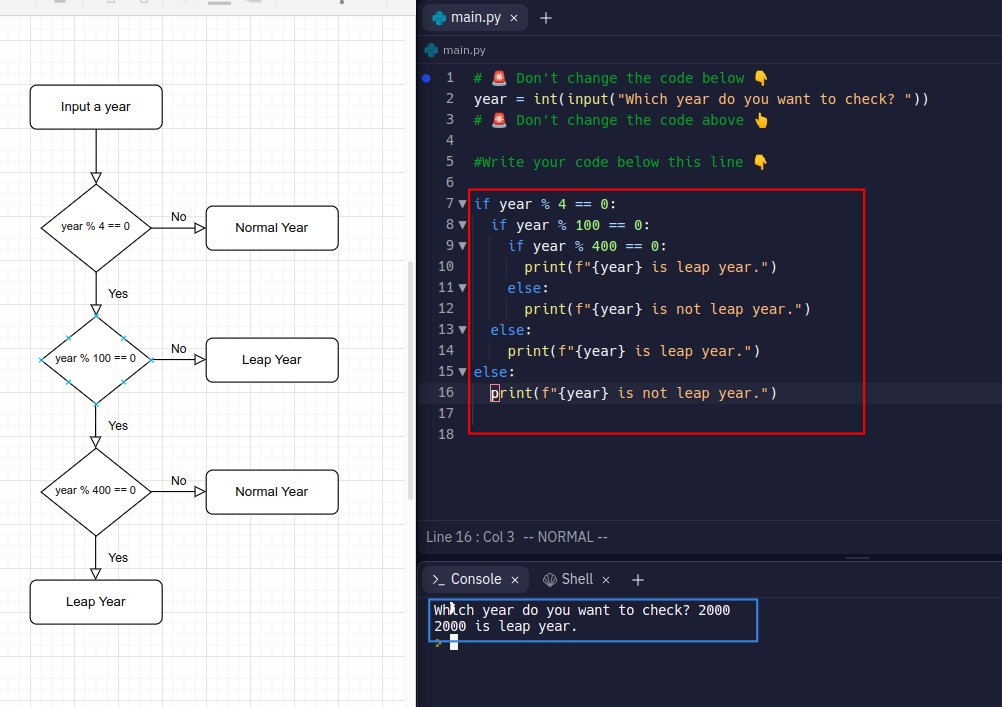 Input a year
year % 4 == 0
No
Normal Year
Yes
year % 100 == 0
No
Leap Year
Yes
year % 400 == 0
No
Normal Year
Yes
Leap Year
main.py × +
main.py
1 # 🚨 Don't change the code below 👇
2 year = int(input("Which year do you want to check? "))
3 # 🚨 Don't change the code above 👆
4
5 #Write your code below this line 👇
6
7 if year % 4 == 0:
8 if year % 100 == 0:
9 if year % 400 == 0:
10 print(f"{year} is leap year.")
11 else:
12 print(f"{year} is not leap year.")
13 else:
14 print(f"{year} is leap year.")
15 else:
16 print(f"{year} is not leap year.")
17
18
Line 16 : Col 3 -- NORMAL --
>_ Console × Shell × +
Which year do you want to check? 2000
2000 is leap year.